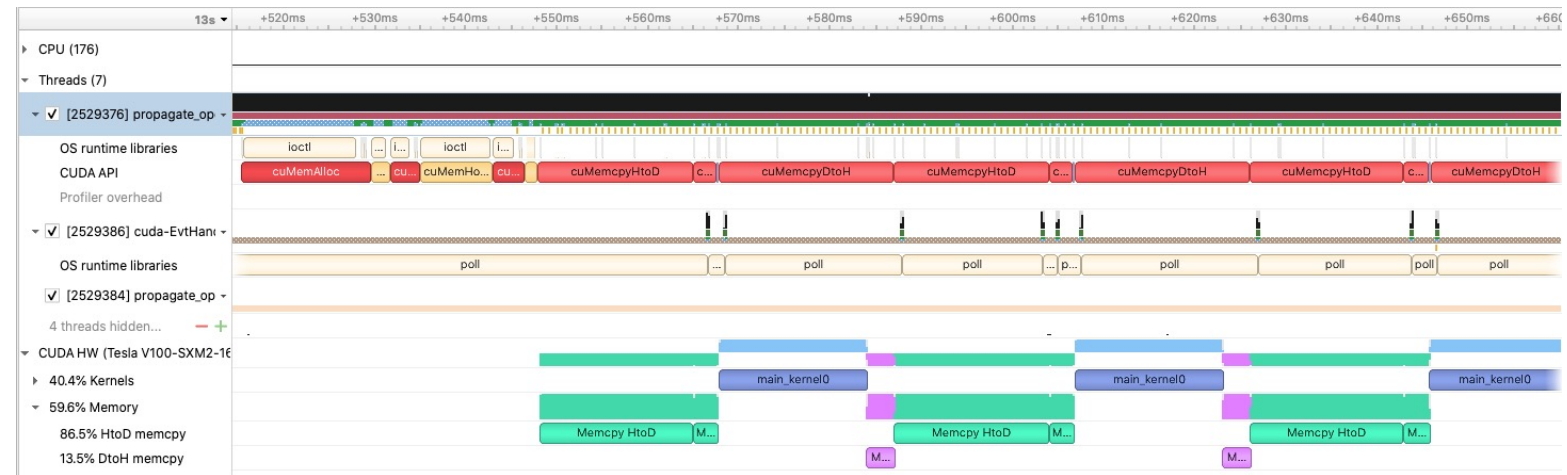 13s +520ms +530ms +540ms +550ms +560ms +570ms +580ms +590ms +600ms +610ms +620ms +630ms +640ms +650ms +660
CPU (176)
Threads (7)
[2529376] propagate_op
OS runtime libraries ioctl ... i... ioctl i...
CUDA API cuMemAlloc ... cu... cuMemHo... cu... cuMemcpyHtoD c... cuMemcpyDtoH cuMemcpyHtoD c... cuMemcpyDtoH cuMemcpyHtoD c... cuMemcpyDtoH
Profiler overhead
[2529386] cuda-EvtHan
OS runtime libraries poll ... poll poll ... p... poll poll poll poll
[2529384] propagate_op
4 threads hidden... — +
CUDA HW (Tesla V100-SXM2-16
40.4% Kernels main_kernel0 main_kernel0 main_kernel0
59.6% Memory
86.5% HtoD memcpy Memcpy HtoD M... Memcpy HtoD M... Memcpy HtoD M...
13.5% DtoH memcpy M... M...